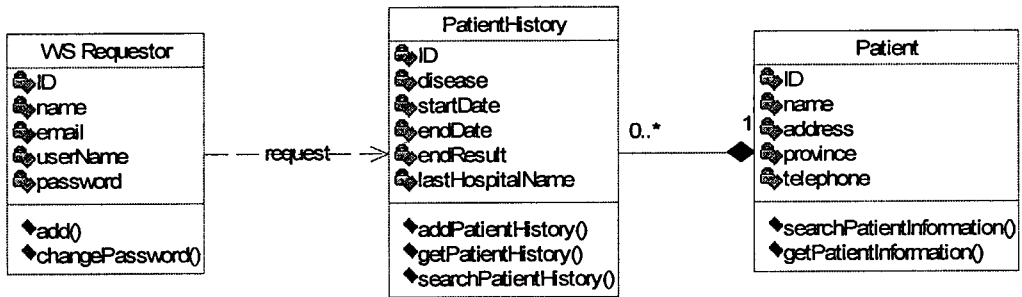 WS Requestor
ID
name
email
userName
password
add()
changePassword()
request
PatientHistory
ID
disease
startDate
endDate
endResult
lastHospitalName
addPatientHistory()
getPatientHistory()
searchPatientHistory()
0..*
1
Patient
ID
name
address
province
telephone
searchPatientInformation()
getPatientInformation()